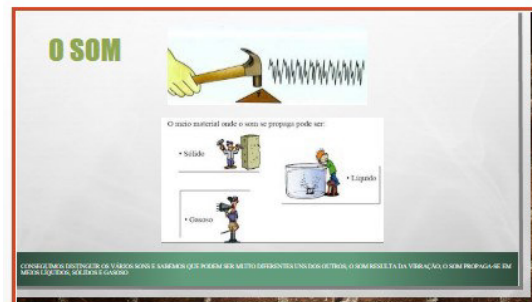 O SOM
O meio material onde o som se propaga pode ser:
• Sólido
• Líquido
• Gasoso
CONSEGUIMOS DISTINGUIR OS VÁRIOS SONS E SABEMOS QUE PODEM SER MUITO DIFERENTES UNS DOS OUTROS, O SOM RESULTA DA VIBRAÇÃO, O SOM PROPAGA-SE EM
MEIOS LÍQUIDOS, SÓLIDOS E GASOSO